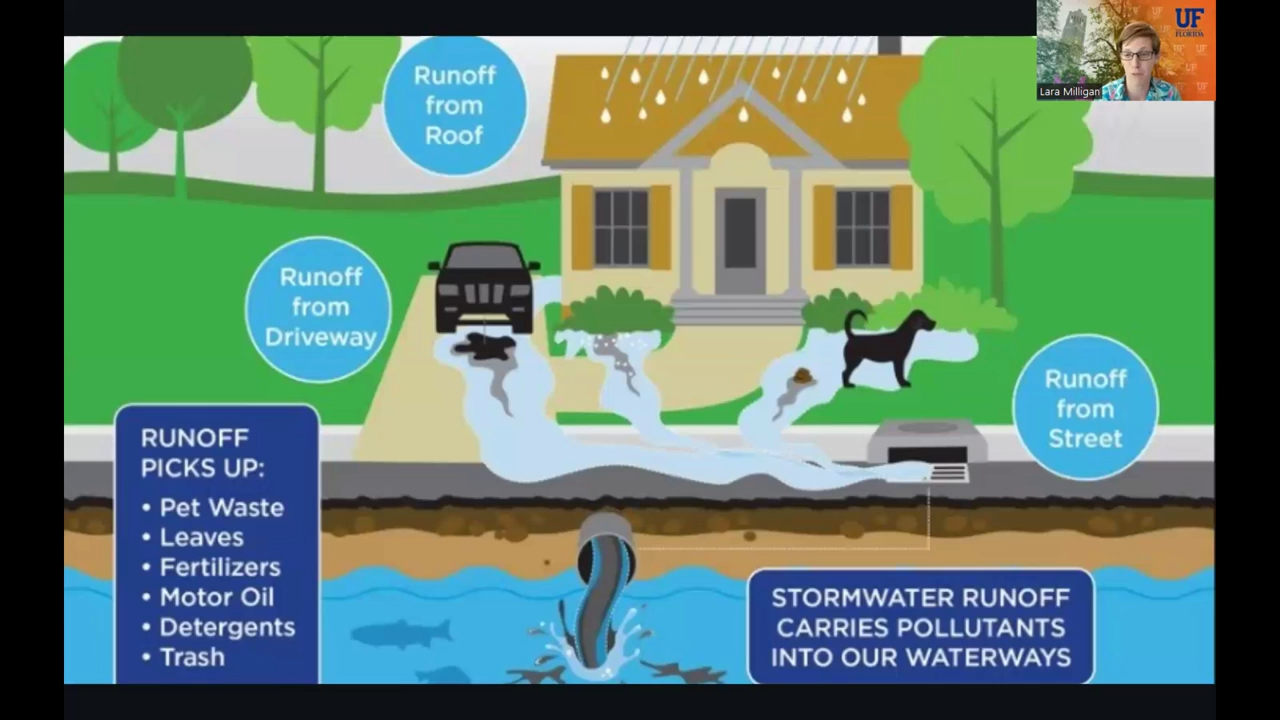 UF
FLORIDA
Lara Milligan
Runoff
from
Roof
Runoff
from
Driveway
Runoff
from
Street
RUNOFF
PICKS UP:
• Pet Waste
• Leaves
• Fertilizers
• Motor Oil
• Detergents
• Trash
STORMWATER RUNOFF
CARRIES POLLUTANTS
INTO OUR WATERWAYS